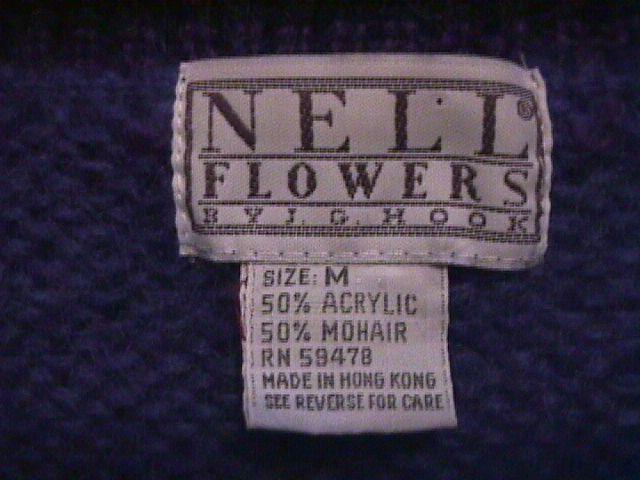 NELL®
FLOWERS
BY J.G. HOOK
SIZE: M
50% ACRYLIC
50% MOHAIR
RN 59478
MADE IN HONG KONG
SEE REVERSE FOR CARE